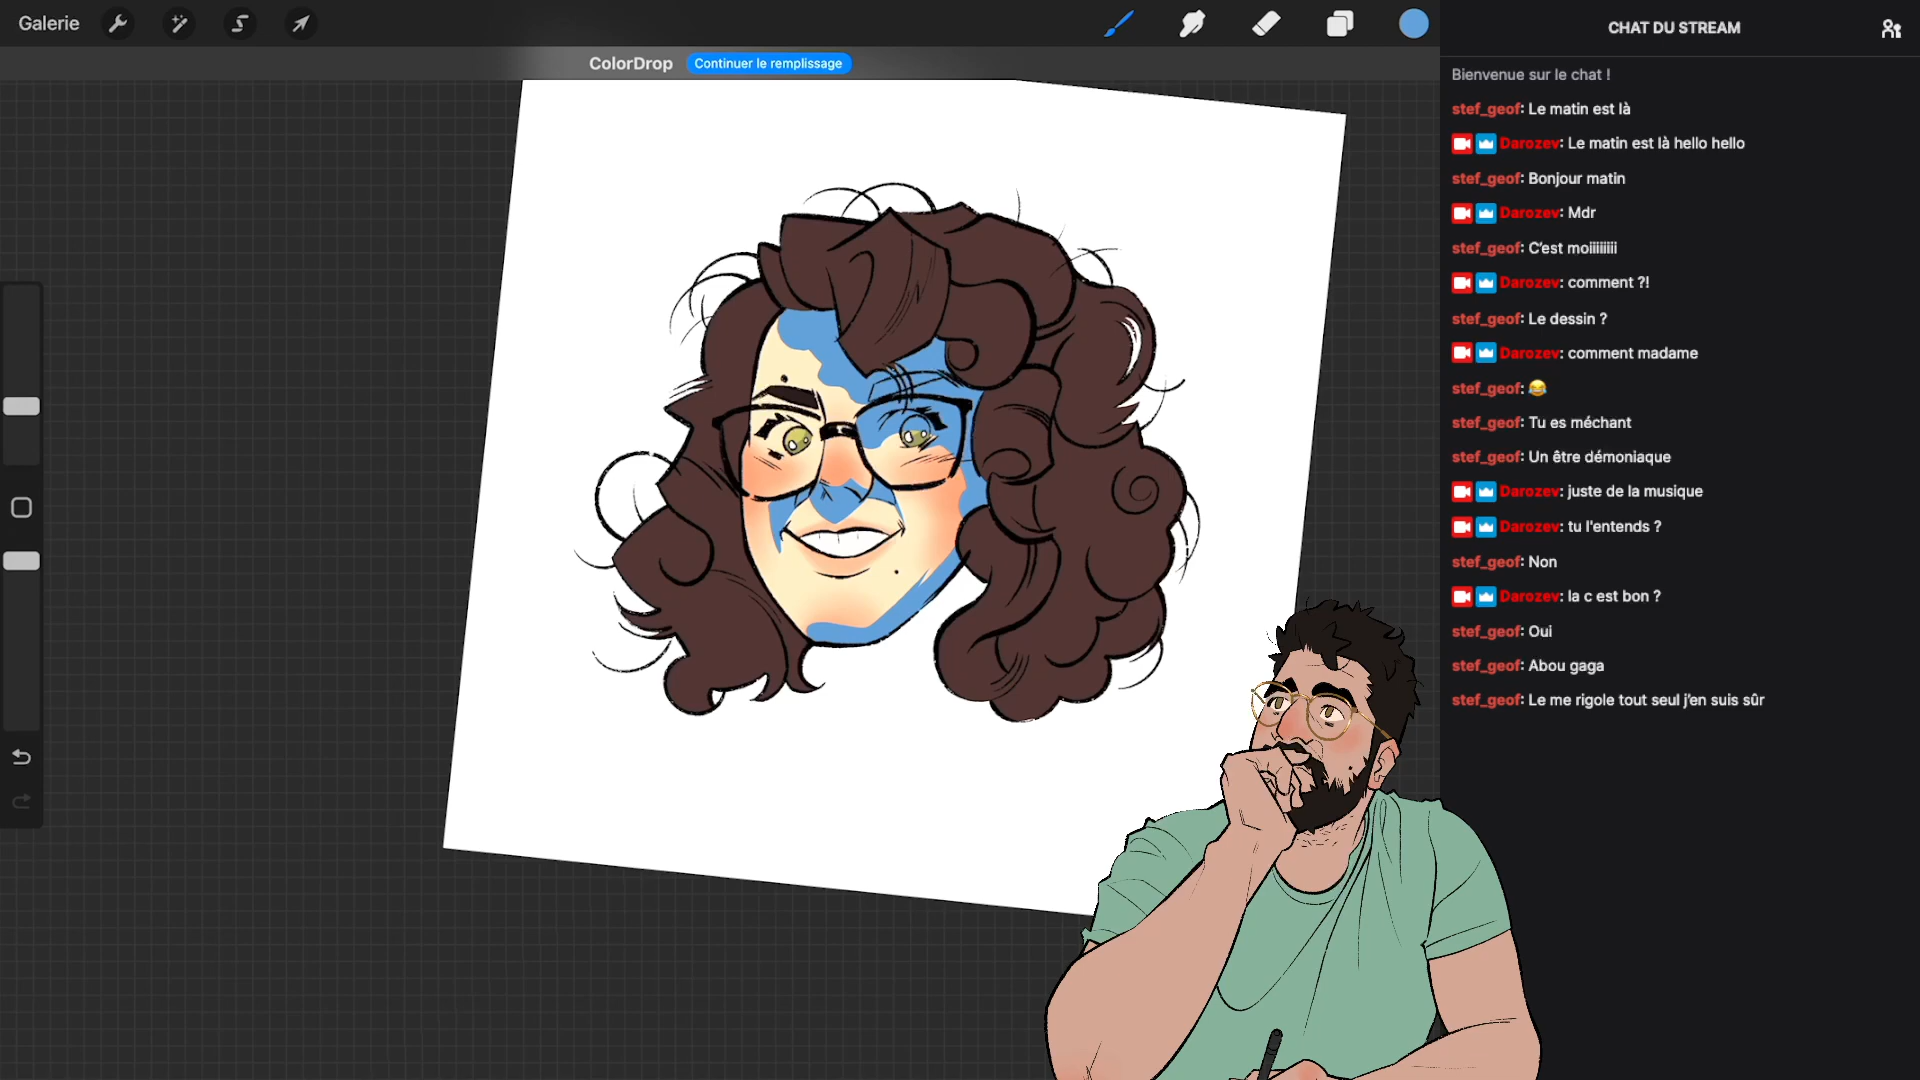 Galerie
ColorDrop Continuer le remplissage
CHAT DU STREAM
Bienvenue sur le chat !
stef_geof: Le matin est là
Darozev: Le matin est là hello hello
stef_geof: Bonjour matin
Darozev: Mdr
stef_geof: C'est moiiiiiiiii
Darozev: comment ?!
stef_geof: Le dessin ?
Darozev: comment madame
stef_geof: 😂
stef_geof: Tu es méchant
stef_geof: Un être démoniaque
Darozev: juste de la musique
Darozev: tu l'entends ?
stef_geof: Non
Darozev: la c est bon ?
stef_geof: Oui
stef_geof: Abou gaga
stef_geof: Le me rigole tout seul j'en suis sûr